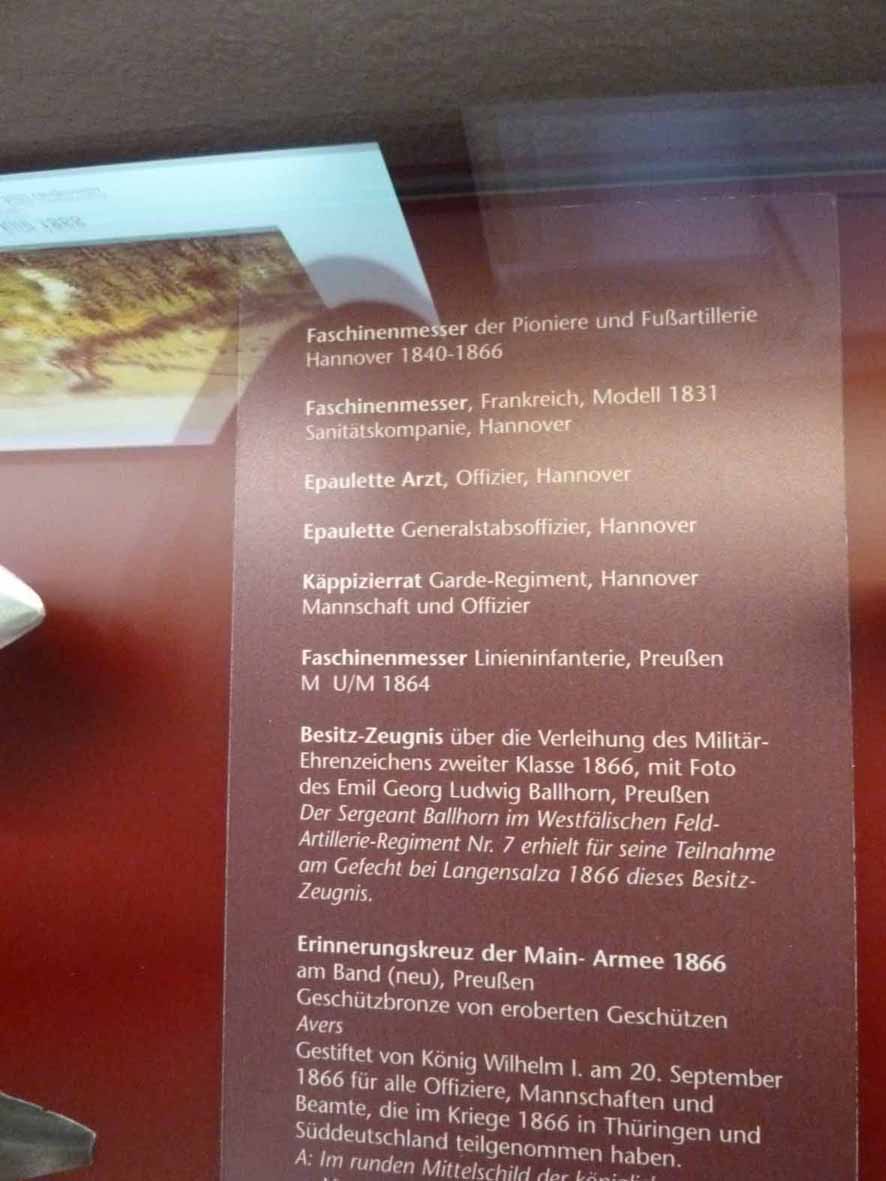 Faschinenmesser der Pioniere und Fußartillerie
Hannover 1840-1866
Faschinenmesser, Frankreich, Modell 1831
Sanitätskompanie, Hannover
Epaulette Arzt, Offizier, Hannover
Epaulette Generalstabsoffizier, Hannover
Käppizierrat Garde-Regiment, Hannover
Mannschaft und Offizier
Faschinenmesser Linieninfanterie, Preußen
M U/M 1864
Besitz-Zeugnis über die Verleihung des Militär-
Ehrenzeichens zweiter Klasse 1866, mit Foto
des Emil Georg Ludwig Ballhorn, Preußen
Der Sergeant Ballhorn im Westfälischen Feld-
Artillerie-Regiment Nr. 7 erhielt für seine Teilnahme
am Gefecht bei Langensalza 1866 dieses Besitz-
Zeugnis.
Erinnerungskreuz der Main- Armee 1866
am Band (neu), Preußen
Geschützbronze von eroberten Geschützen
Avers
Gestiftet von König Wilhelm I. am 20. September
1866 für alle Offiziere, Mannschaften und
Beamte, die im Kriege 1866 in Thüringen und
Süddeutschland teilgenommen haben.
A: Im runden Mittelschild der